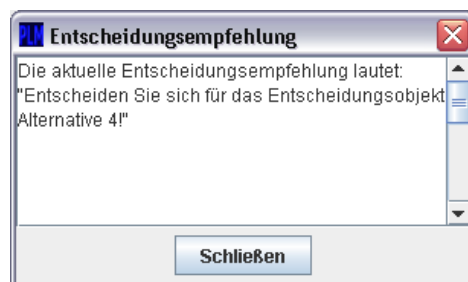 PLM Entscheidungsempfehlung
Die aktuelle Entscheidungsempfehlung lautet:
"Entscheiden Sie sich für das Entscheidungsobjekt
Alternative 4!"
Schließen